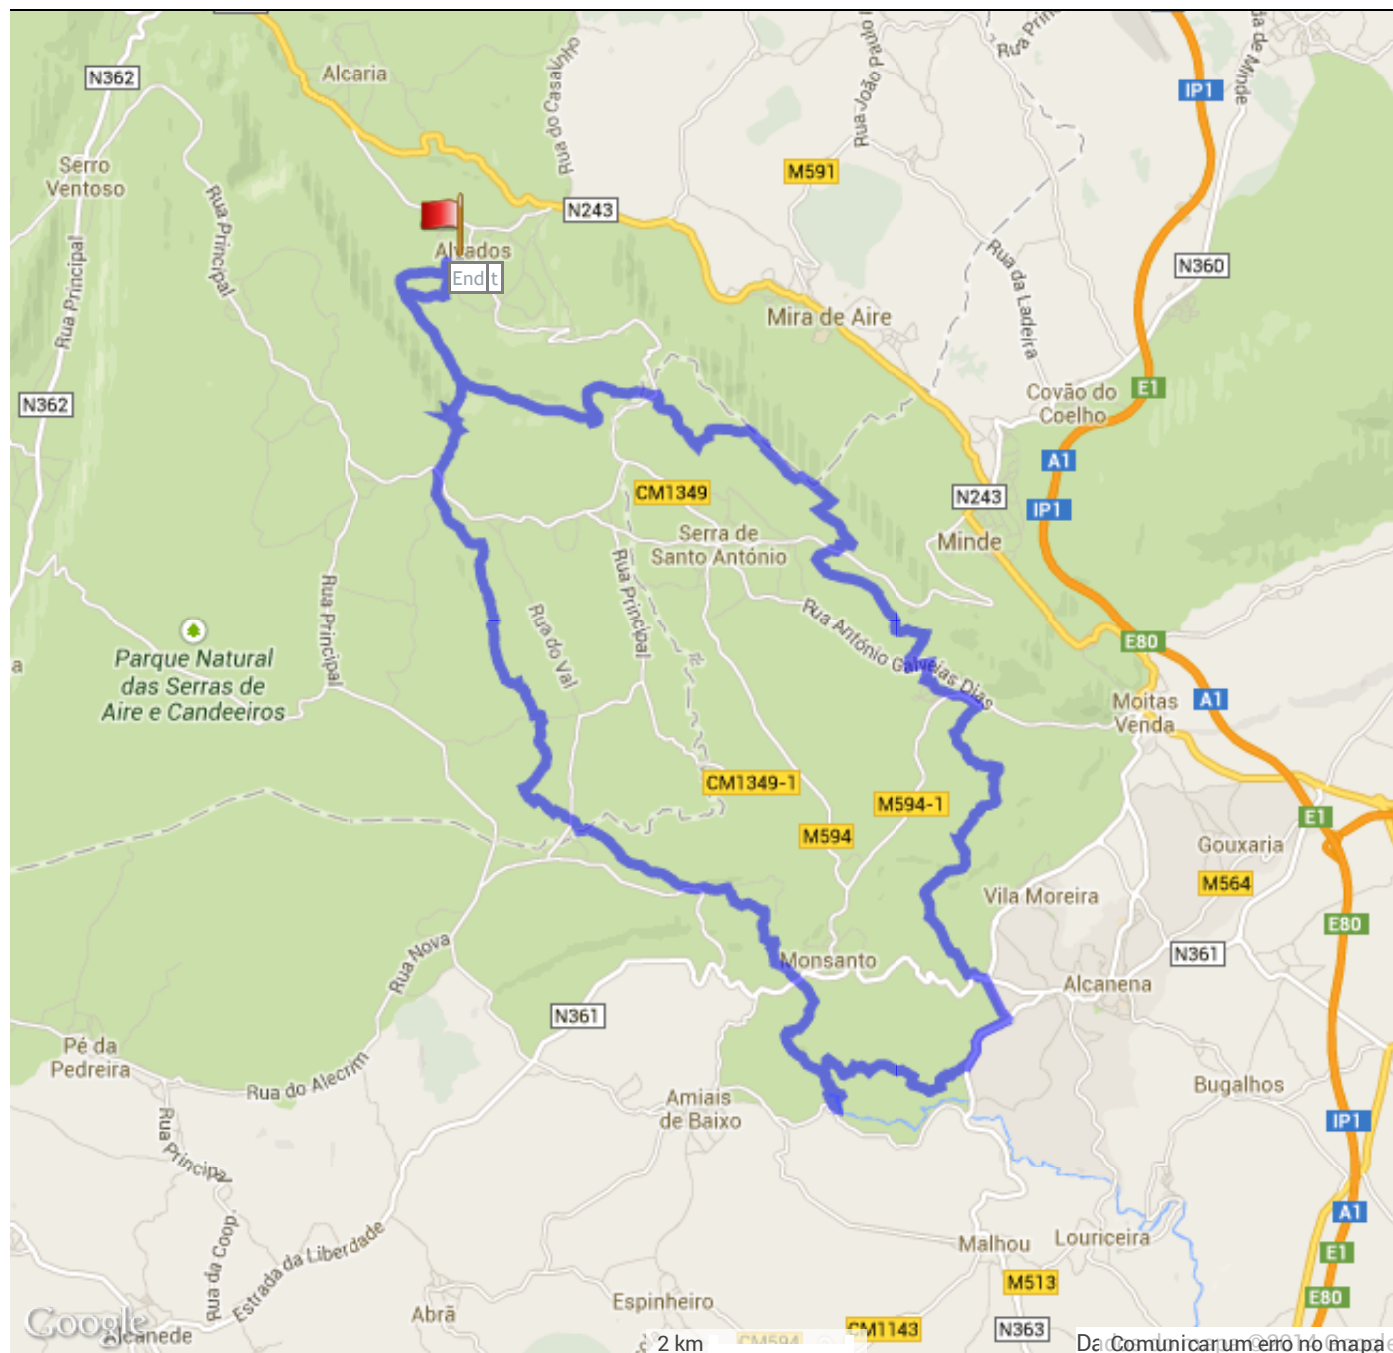 N362
Alcaria
Rua do Casalinho
Rua João Paulo
IP1
Serro
Ventoso
M591
Rua Principal
N243
Alvados
N360
End t
Rua Principal
Rua da Ladeira
Mira de Aire
E1
Covão do
Coelho
N362
A1
CM1349
N243
IP1
Serra de
Santo António
Minde
Rua Principal
Rua Principal
Rua do Val
Rua António Galveias Dias
E80
Parque Natural
das Serras de
Aire e Candeeiros
Moitas
Venda
A1
CM1349-1
M594-1
M594
E1
Gouxaria
M564
Vila Moreira
E80
Rua Nova
Monsanto
N361
Alcanena
N361
Pé da
Pedreira
Rua do Alecrim
Bugalhos
Amiais
de Baixo
IP1
Rua Principal
A1
Rua da Coop.
Estrada da Liberdade
Malhou
Louriceira
E1
M513
E80
Abrã
Espinheiro
Google
Alcanede
2 km
CM594
CM1143
N363
Comunicar um erro no mapa